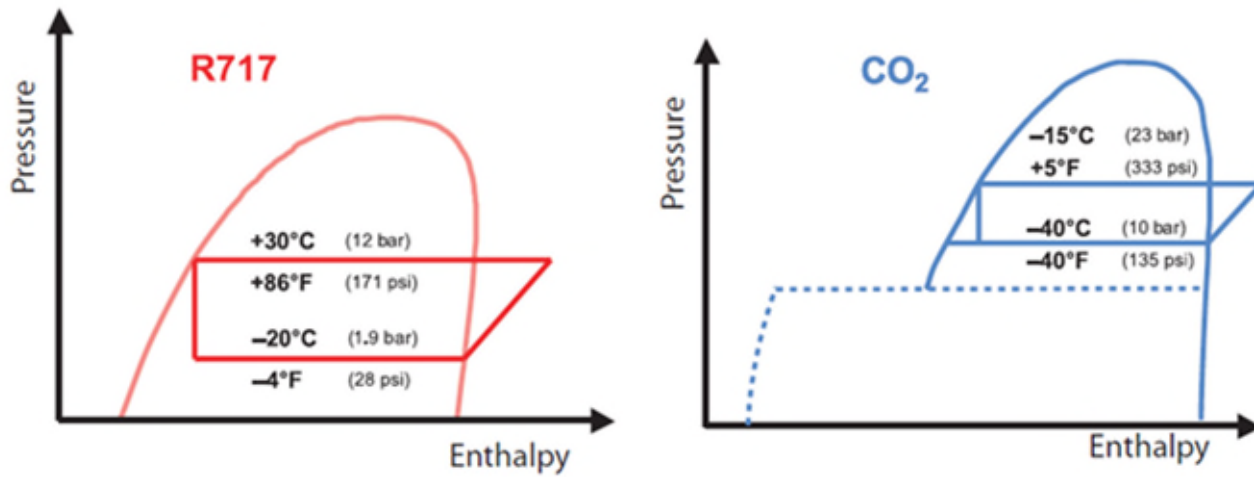 R717
Pressure
+30°C (12 bar)
+86°F (171 psi)
–20°C (1.9 bar)
–4°F (28 psi)
Enthalpy
CO₂
Pressure
–15°C (23 bar)
+5°F (333 psi)
–40°C (10 bar)
–40°F (135 psi)
Enthalpy